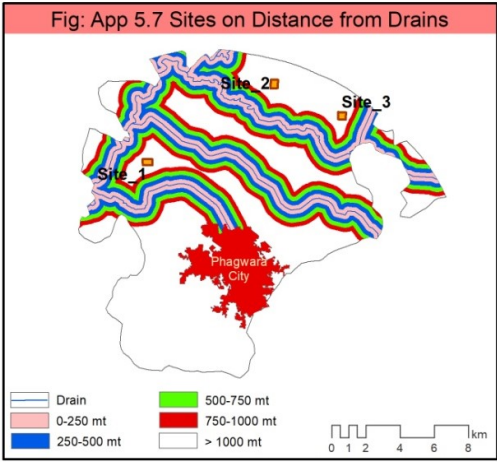 Fig: App 5.7 Sites on Distance from Drains
Site_2
Site_3
Site_1
Phagwara
City
Drain
0-250 mt
250-500 mt
500-750 mt
750-1000 mt
> 1000 mt
km
0 1 2 4 6 8